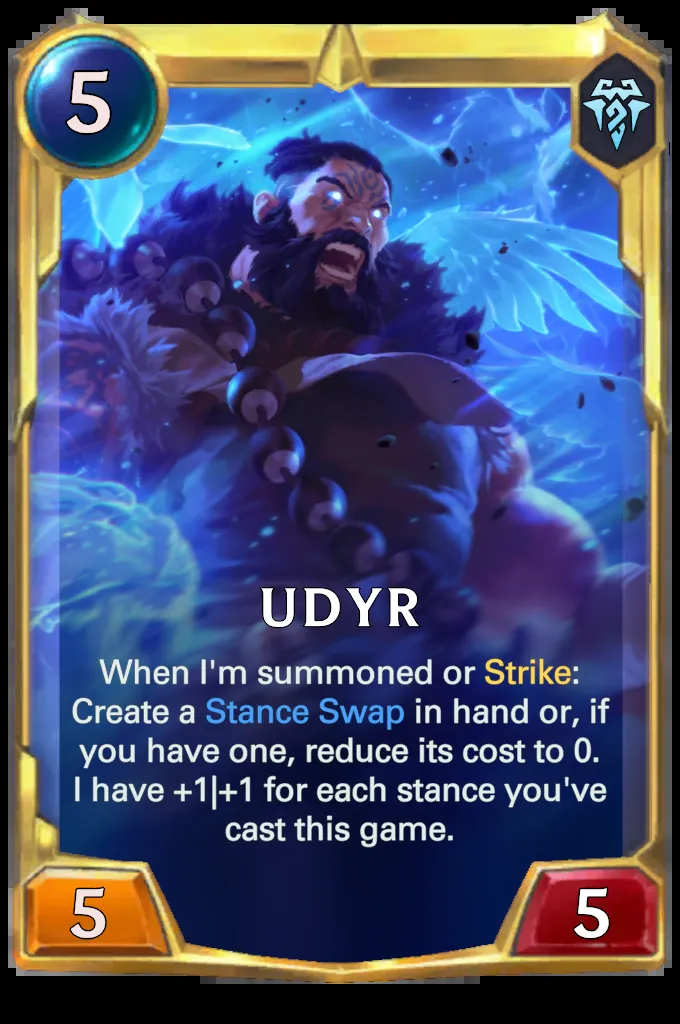 5
UDYR
When I'm summoned or Strike:
Create a Stance Swap in hand or, if
you have one, reduce its cost to 0.
I have +1|+1 for each stance you've
cast this game.
5
5